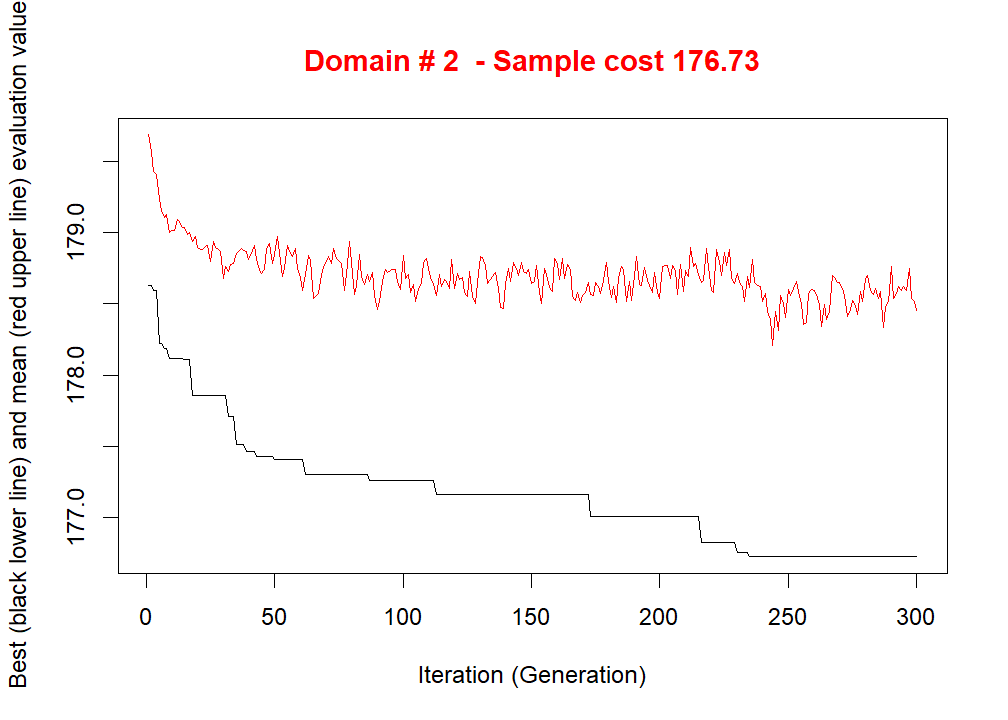 Domain # 2  - Sample cost 176.73
Best (black lower line) and mean (red upper line) evaluation value
179.0
178.0
177.0
0 50 100 150 200 250 300
Iteration (Generation)